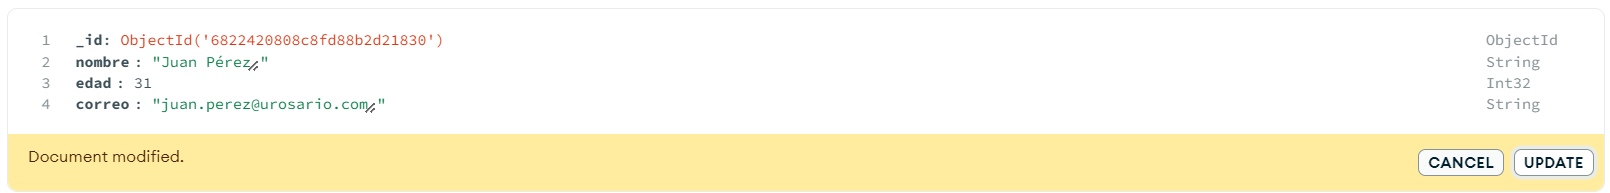 1 _id: ObjectId('6822420808c8fd88b2d21830') ObjectId
2 nombre : "Juan Pérez" String
3 edad : 31 Int32
4 correo : "juan.perez@urosario.com" String
Document modified. CANCEL UPDATE